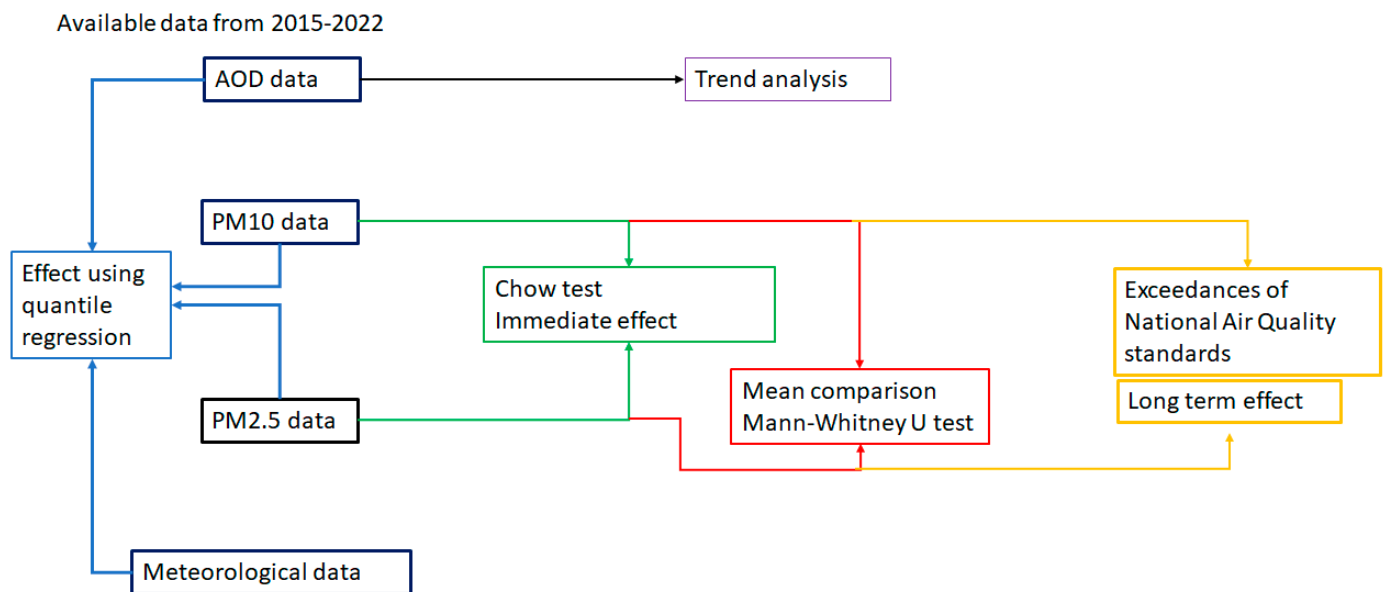 Available data from 2015-2022
AOD data
Trend analysis
PM10 data
Effect using
quantile
regression
Chow test
Immediate effect
Exceedances of
National Air Quality
standards
Mean comparison
Mann-Whitney U test
Long term effect
PM2.5 data
Meteorological data